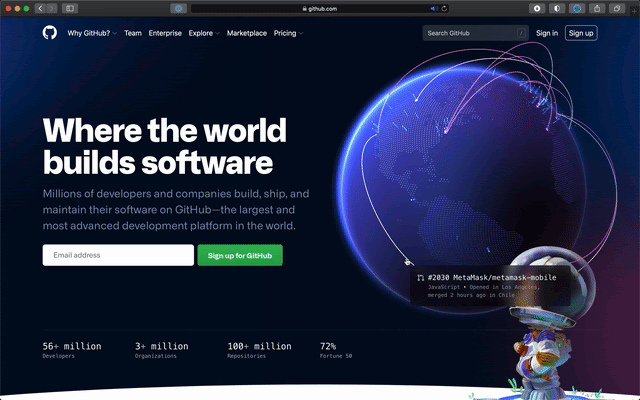 github.com
Why GitHub? Team Enterprise Explore Marketplace Pricing
Search GitHub /
Sign in Sign up
Where the world
builds software
Millions of developers and companies build, ship, and
maintain their software on GitHub—the largest and
most advanced development platform in the world.
Email address
Sign up for GitHub
#2030 MetaMask/metamask-mobile
JavaScript • Opened in Los Angeles,
merged 2 hours ago in Chile
56+ million 3+ million 100+ million 72%
Developers Organizations Repositories Fortune 50